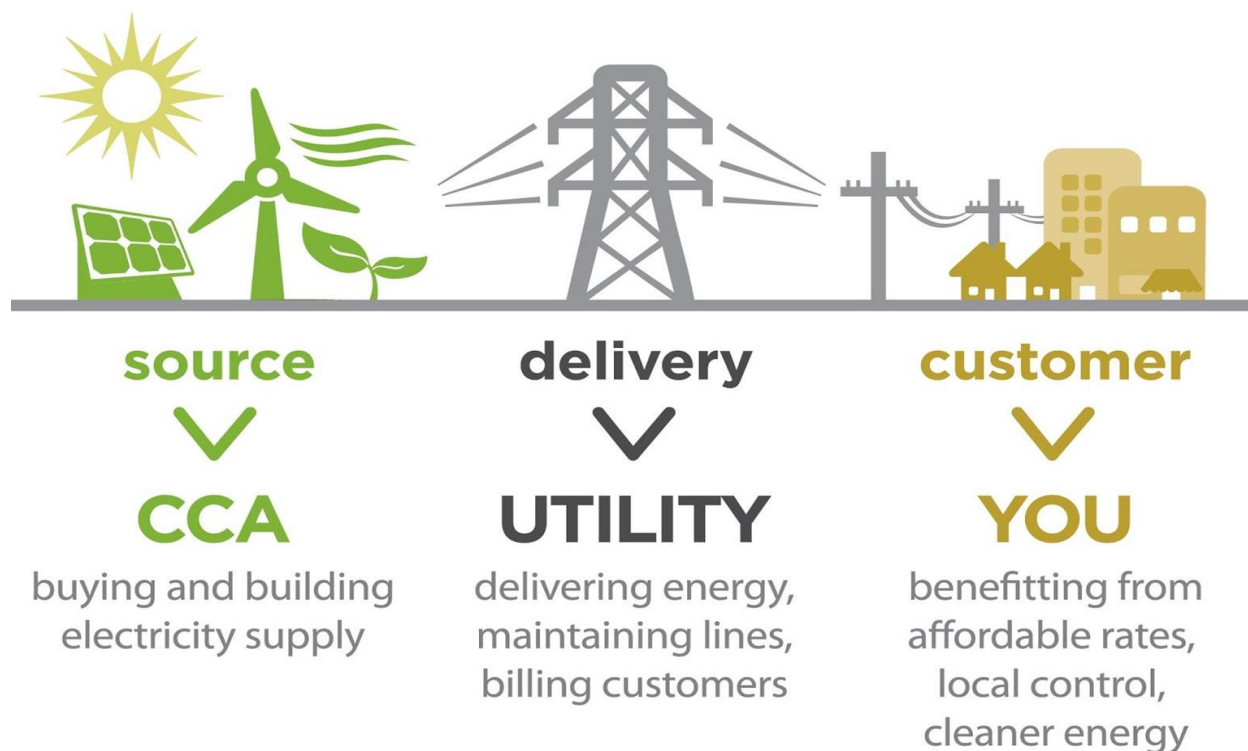 source
CCA
buying and building
electricity supply
delivery
UTILITY
delivering energy,
maintaining lines,
billing customers
customer
YOU
benefitting from
affordable rates,
local control,
cleaner energy